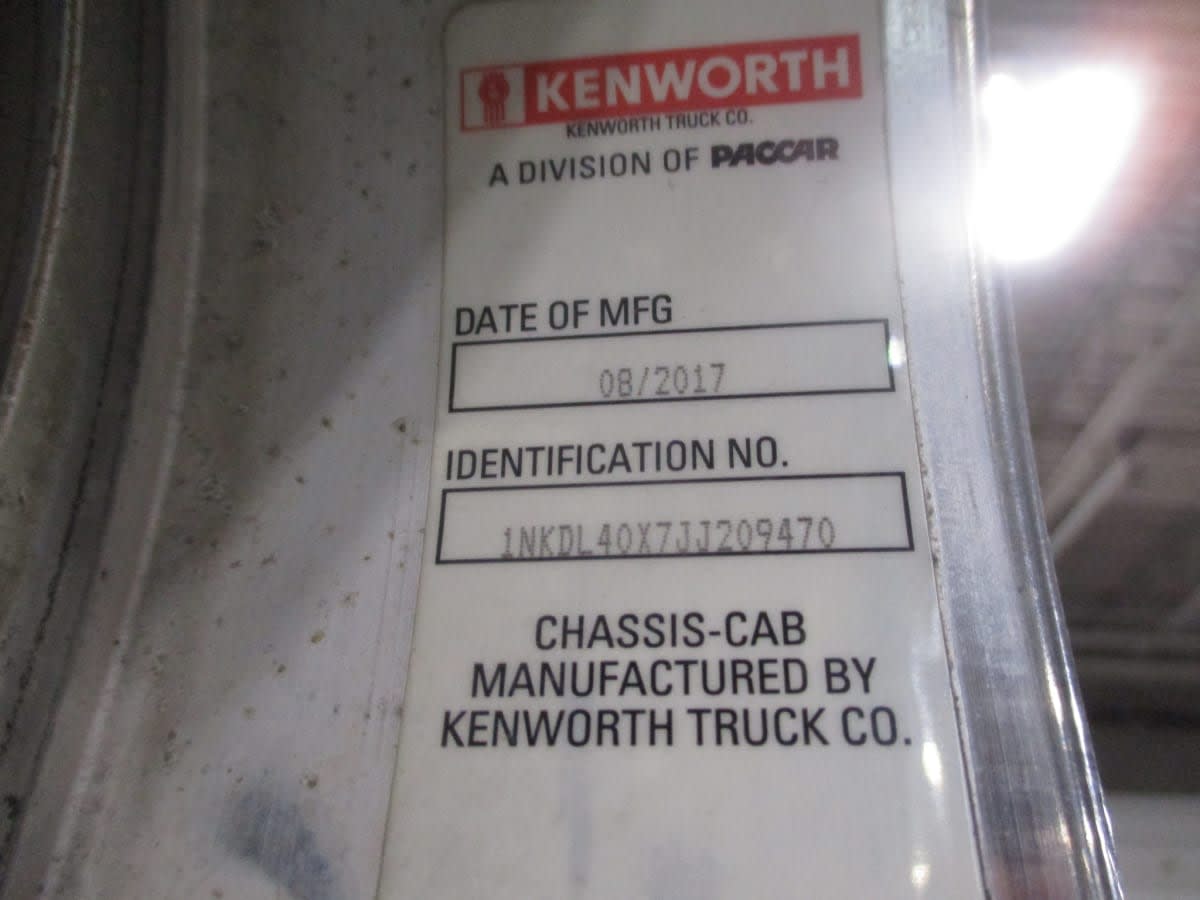 KENWORTH
KENWORTH TRUCK CO.
A DIVISION OF PACCAR
DATE OF MFG
08/2017
IDENTIFICATION NO.
1NKDL40X7JJ209470
CHASSIS-CAB
MANUFACTURED BY
KENWORTH TRUCK CO.